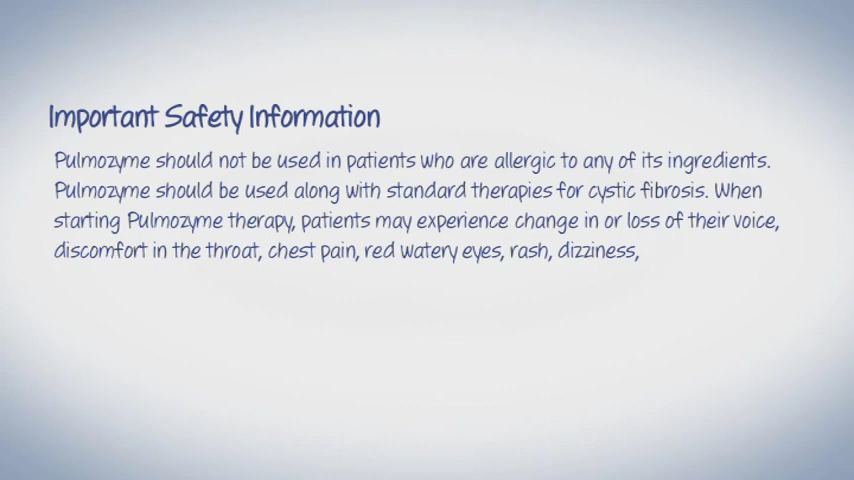 Important Safety Information
Pulmozyme should not be used in patients who are allergic to any of its ingredients.
Pulmozyme should be used along with standard therapies for cystic fibrosis. When
starting Pulmozyme therapy, patients may experience change in or loss of their voice,
discomfort in the throat, chest pain, red watery eyes, rash, dizziness,